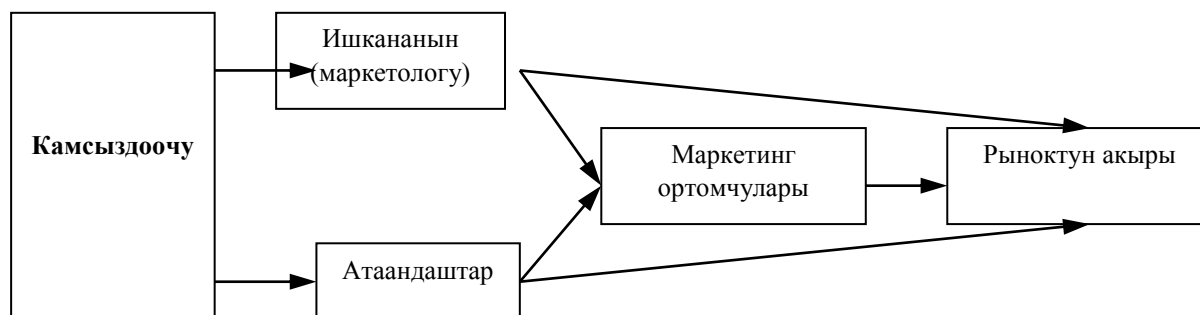 Ишкананын
(маркетологу)
Камсыздоочу
Маркетинг
ортомчулары
Рыноктун акыры
Атаандаштар